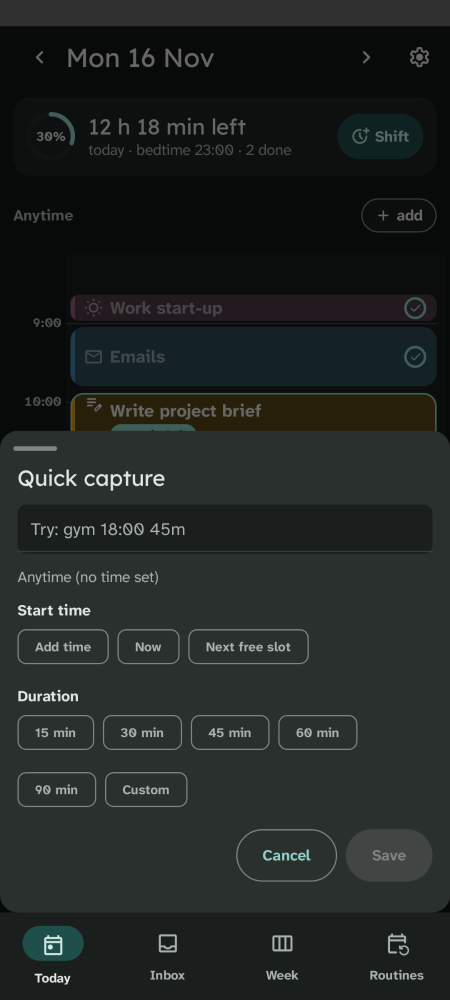 Mon 16 Nov
30%
12 h 18 min left
today · bedtime 23:00 · 2 done
Shift
Anytime
+ add
Work start-up
9:00
Emails
10:00
Write project brief
Quick capture
Try: gym 18:00 45m
Anytime (no time set)
Start time
Add time
Now
Next free slot
Duration
15 min
30 min
45 min
60 min
90 min
Custom
Cancel
Save
Today
Inbox
Week
Routines